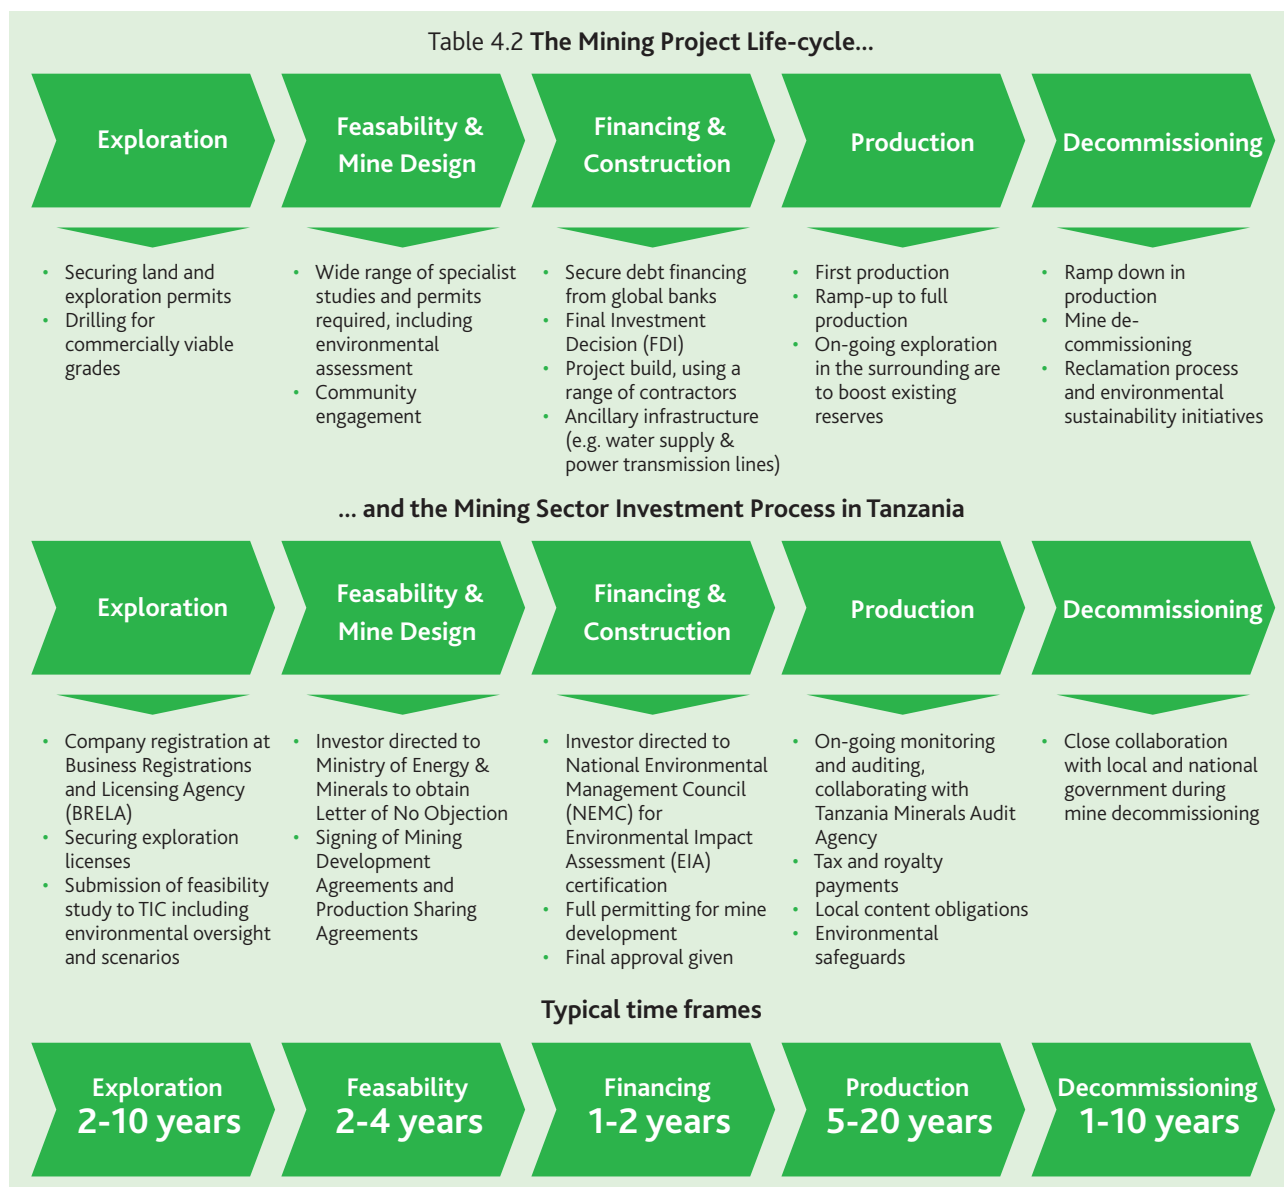 Table 4.2 The Mining Project Life-cycle...
Exploration
Feasability &
Mine Design
Financing &
Construction
Production
Decommissioning
• Securing land and
exploration permits
• Drilling for
commercially viable
grades
• Wide range of specialist
studies and permits
required, including
environmental
assessment
• Community
engagement
• Secure debt financing
from global banks
• Final Investment
Decision (FDI)
• Project build, using a
range of contractors
• Ancillary infrastructure
(e.g. water supply &
power transmission lines)
• First production
• Ramp-up to full
production
• On-going exploration
in the surrounding are
to boost existing
reserves
• Ramp down in
production
• Mine de-
commissioning
• Reclamation process
and environmental
sustainability initiatives
... and the Mining Sector Investment Process in Tanzania
Exploration
Feasability &
Mine Design
Financing &
Construction
Production
Decommissioning
• Company registration at
Business Registrations
and Licensing Agency
(BRELA)
• Securing exploration
licenses
• Submission of feasibility
study to TIC including
environmental oversight
and scenarios
• Investor directed to
Ministry of Energy &
Minerals to obtain
Letter of No Objection
• Signing of Mining
Development
Agreements and
Production Sharing
Agreements
• Investor directed to
National Environmental
Management Council
(NEMC) for
Environmental Impact
Assessment (EIA)
certification
• Full permitting for mine
development
• Final approval given
• On-going monitoring
and auditing,
collaborating with
Tanzania Minerals Audit
Agency
• Tax and royalty
payments
• Local content obligations
• Environmental
safeguards
• Close collaboration
with local and national
government during
mine decommissioning
Typical time frames
Exploration
2-10 years
Feasability
2-4 years
Financing
1-2 years
Production
5-20 years
Decommissioning
1-10 years